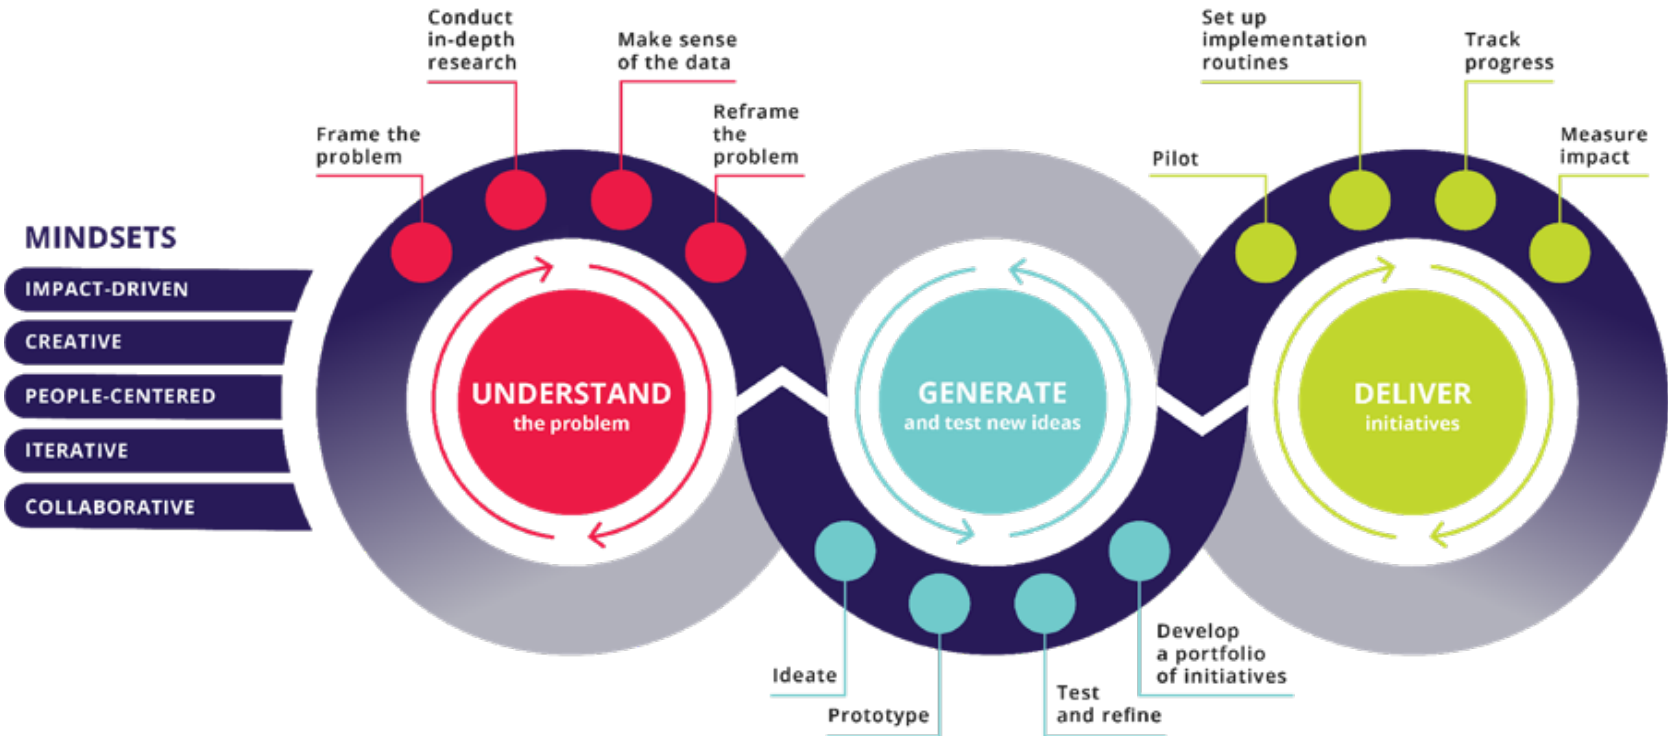 MINDSETS
IMPACT-DRIVEN
CREATIVE
PEOPLE-CENTERED
ITERATIVE
COLLABORATIVE
Frame the
problem
Conduct
in-depth
research
Make sense
of the data
Reframe
the
problem
UNDERSTAND
the problem
GENERATE
and test new ideas
Ideate
Prototype
Test
and refine
Develop
a portfolio
of initiatives
Pilot
Set up
implementation
routines
Track
progress
Measure
impact
DELIVER
initiatives